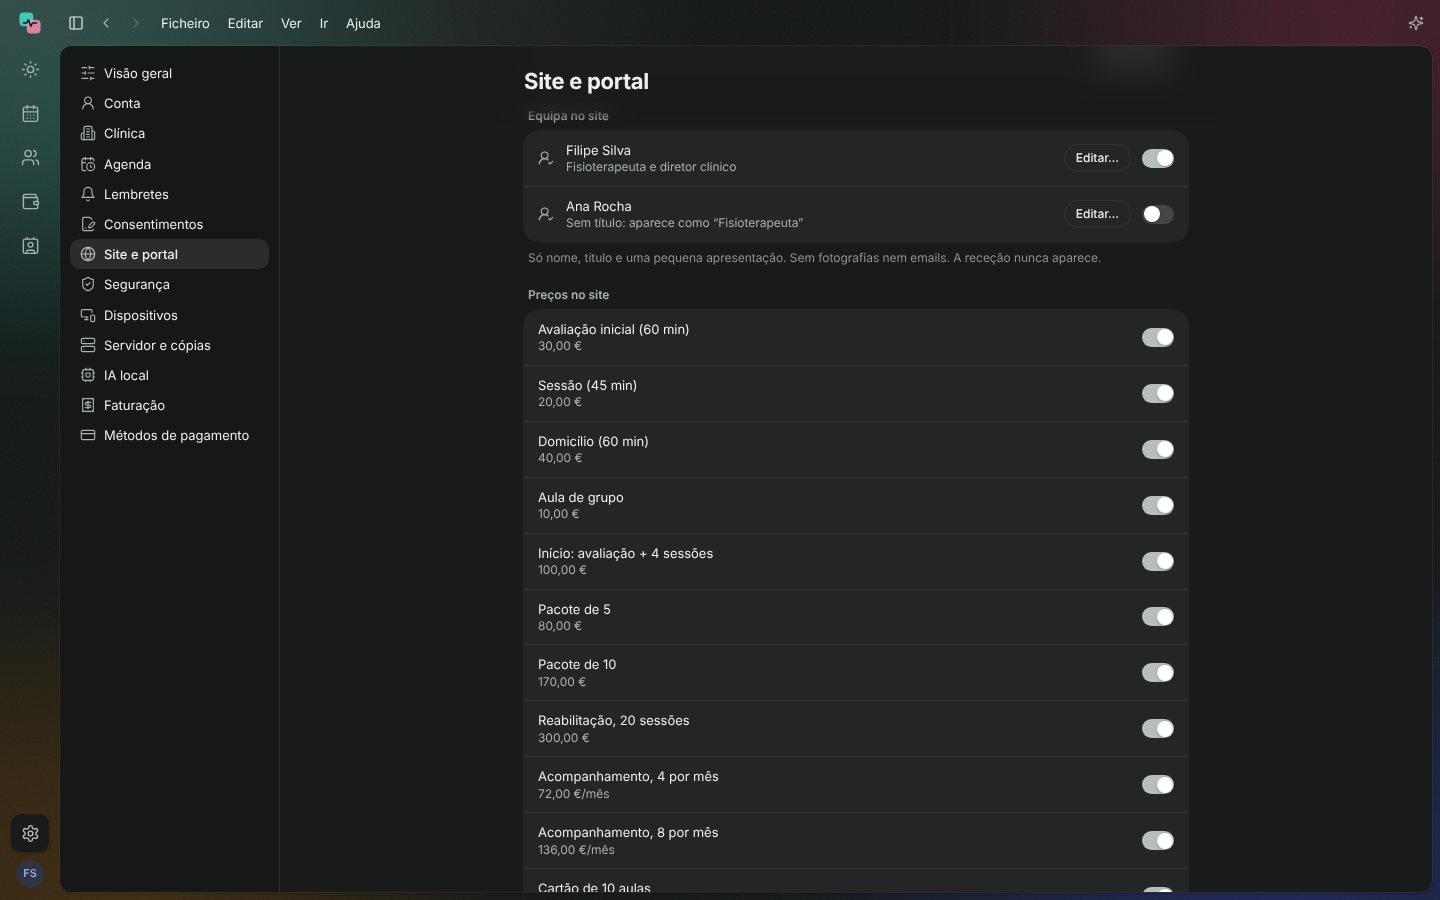 Ficheiro Editar Ver Ir Ajuda
Visão geral
Conta
Clínica
Agenda
Lembretes
Consentimentos
Site e portal
Segurança
Dispositivos
Servidor e cópias
IA local
Faturação
Métodos de pagamento
FS
Site e portal
Equipa no site
Filipe Silva
Fisioterapeuta e diretor clínico
Editar...
Ana Rocha
Sem título: aparece como “Fisioterapeuta”
Editar...
Só nome, título e uma pequena apresentação. Sem fotografias nem emails. A receção nunca aparece.
Preços no site
Avaliação inicial (60 min)
30,00 €
Sessão (45 min)
20,00 €
Domicílio (60 min)
40,00 €
Aula de grupo
10,00 €
Início: avaliação + 4 sessões
100,00 €
Pacote de 5
80,00 €
Pacote de 10
170,00 €
Reabilitação, 20 sessões
300,00 €
Acompanhamento, 4 por mês
72,00 €/mês
Acompanhamento, 8 por mês
136,00 €/mês
Cartão de 10 aulas